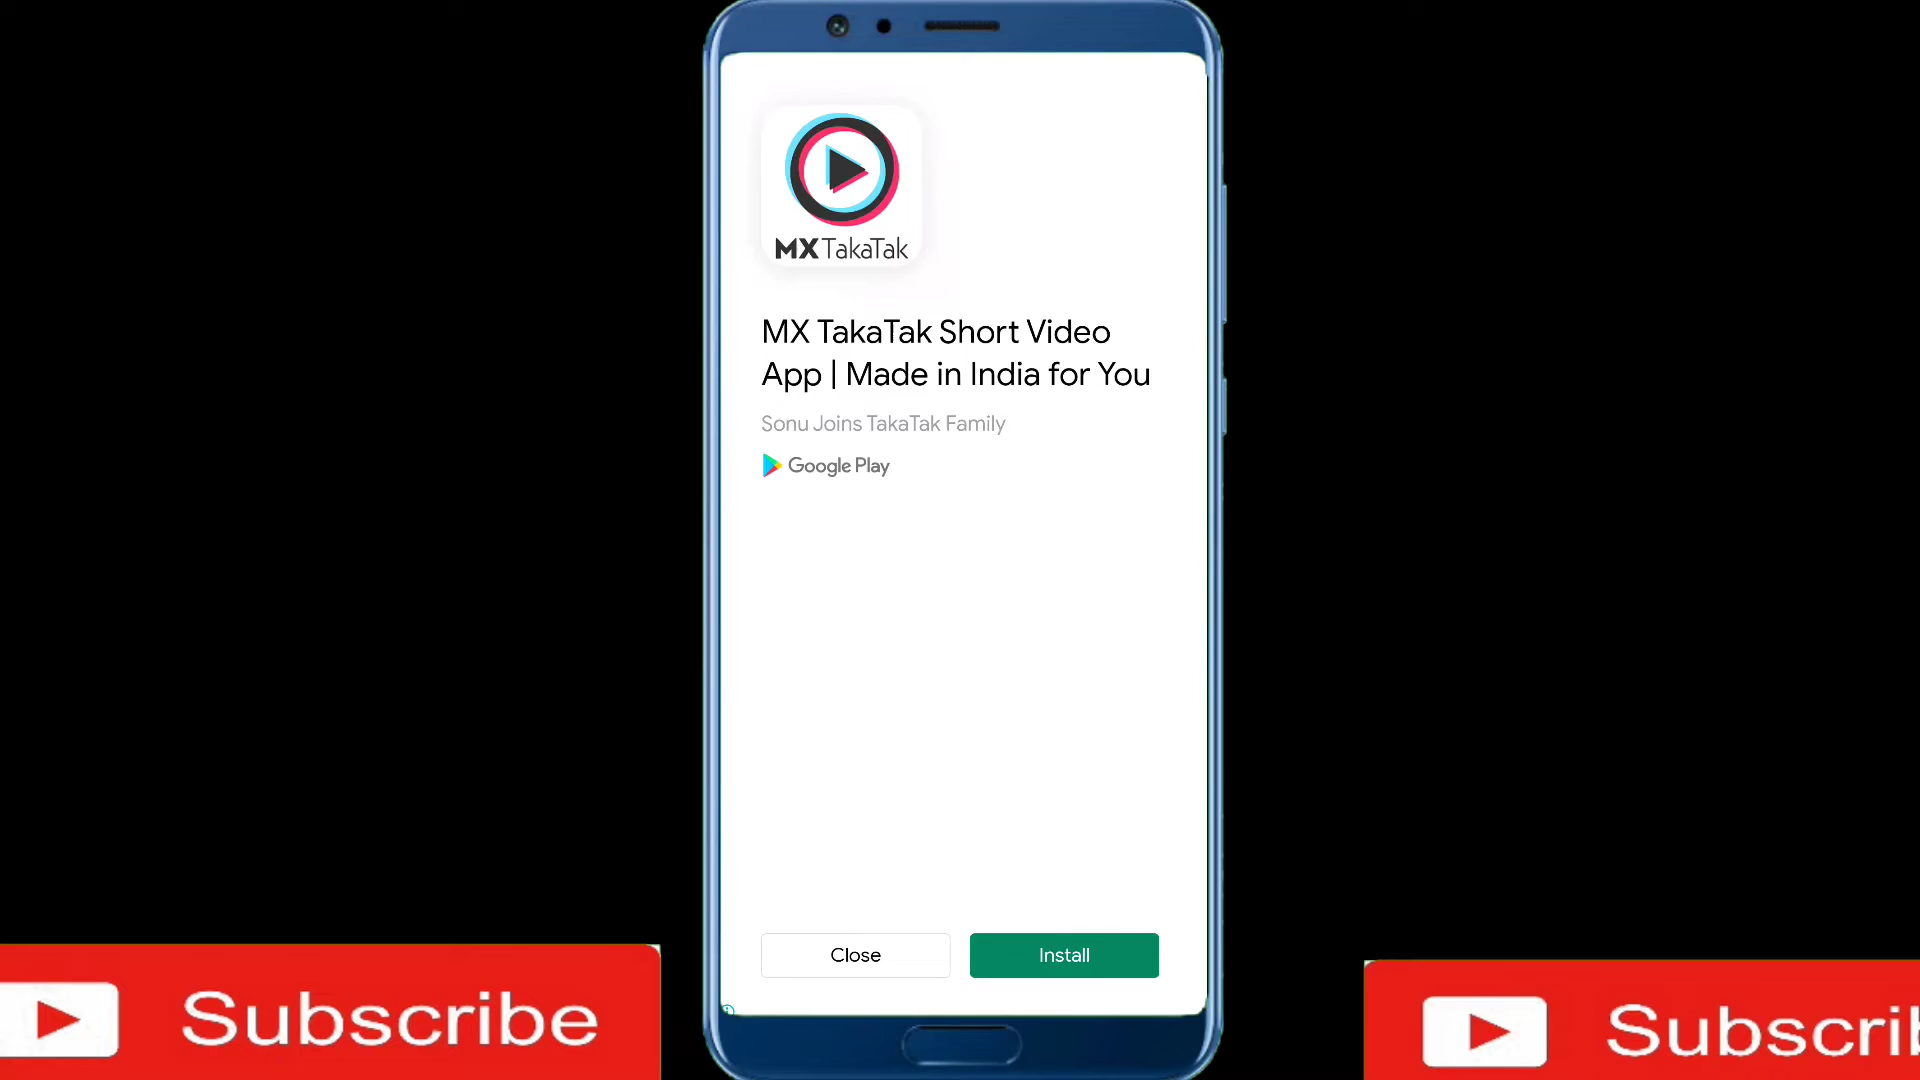 MX TakaTak
MX TakaTak Short Video
App | Made in India for You
Sonu Joins TakaTak Family
Google Play
Close
Install
Subscribe
Subscrib